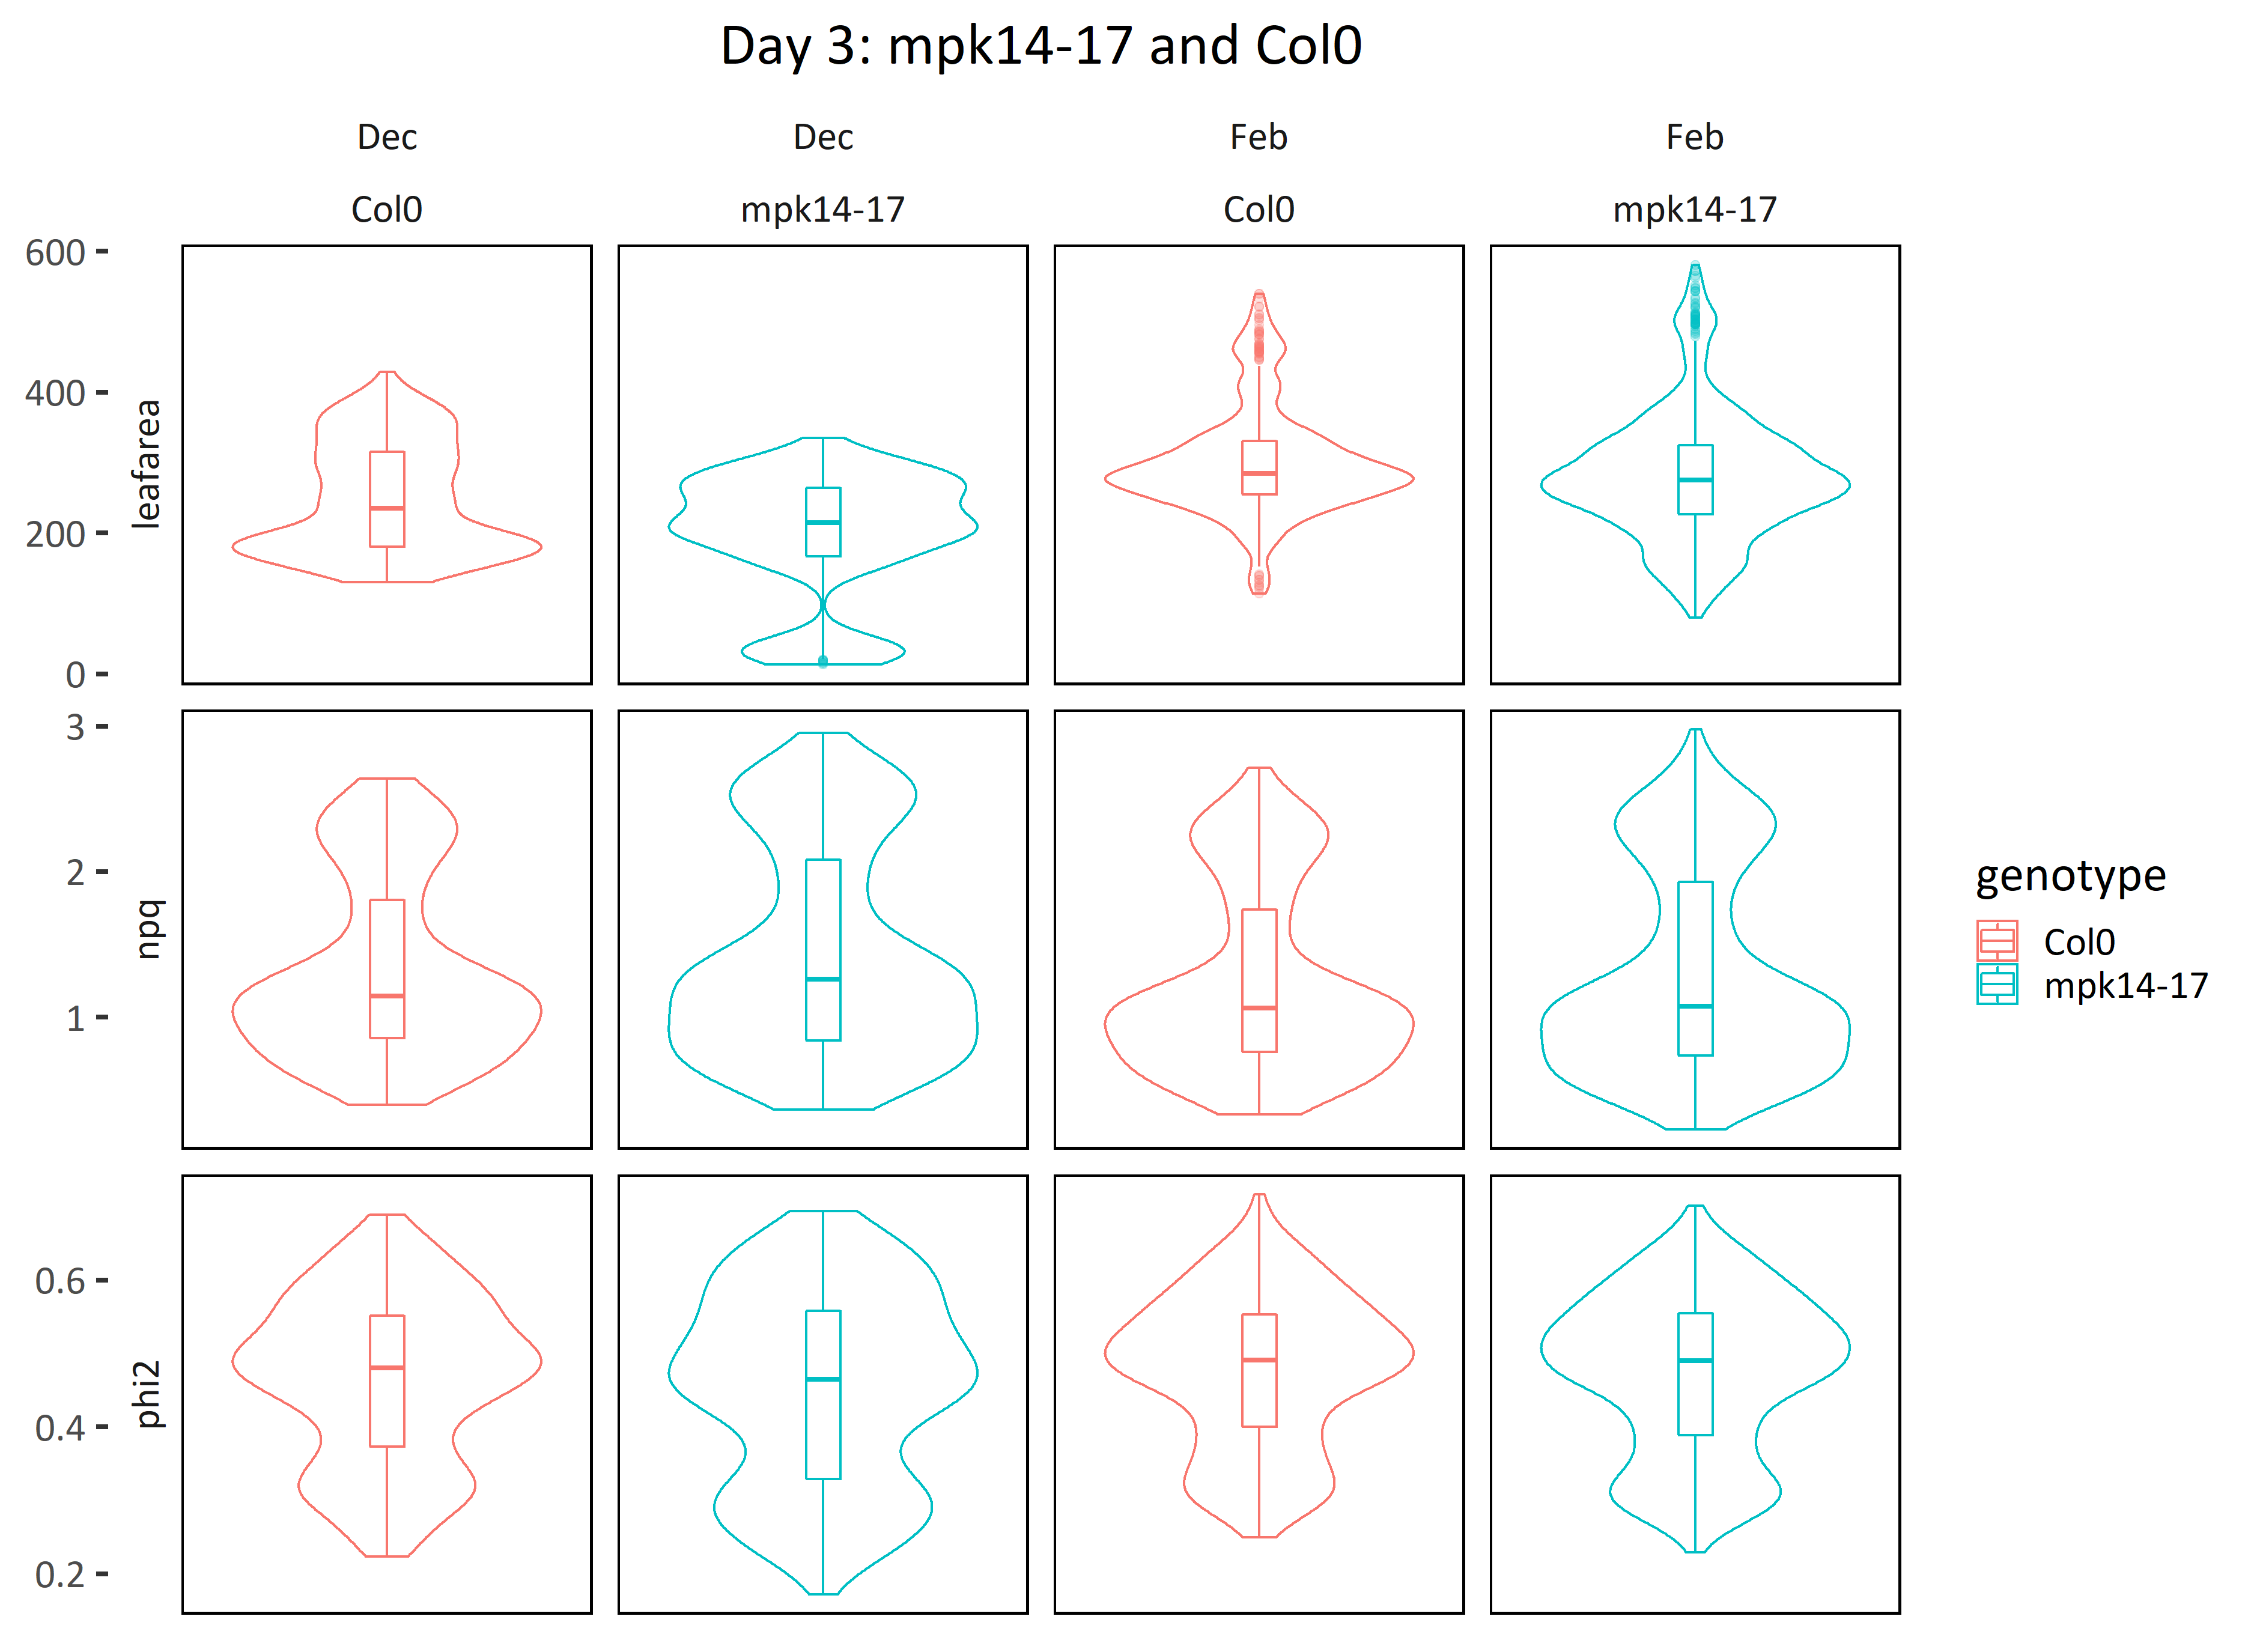 Day 3: mpk14-17 and Col0
Dec
Dec
Feb
Feb
Col0
mpk14-17
Col0
mpk14-17
600
400
200
0
leafarea
3
2
1
npq
0.6
0.4
0.2
phi2
genotype
Col0
mpk14-17